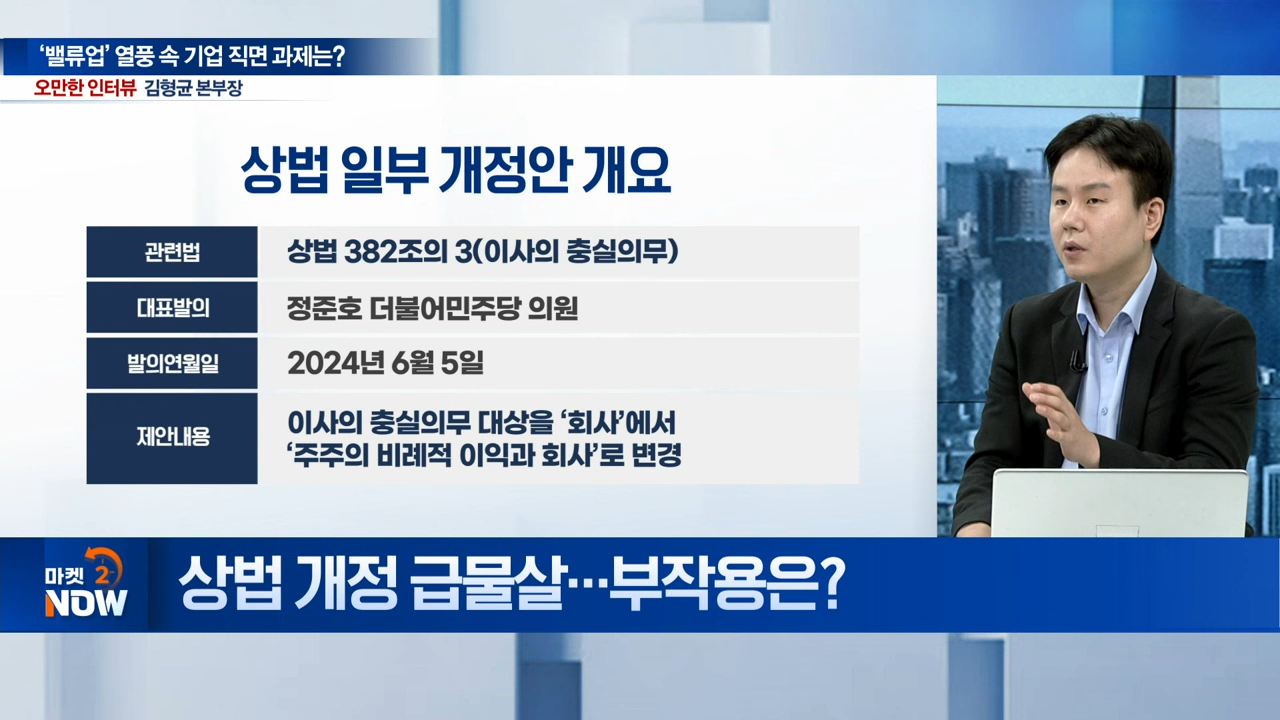 ‘밸류업’ 열풍 속 기업 직면 과제는?
오만한 인터뷰 김형균 본부장
상법 일부 개정안 개요
관련법 상법 382조의 3(이사의 충실의무)
대표발의 정준호 더불어민주당 의원
발의연월일 2024년 6월 5일
제안내용 이사의 충실의무 대상을 ‘회사’에서
‘주주의 비례적 이익과 회사’로 변경
마켓 2
NOW
상법 개정 급물살…부작용은?